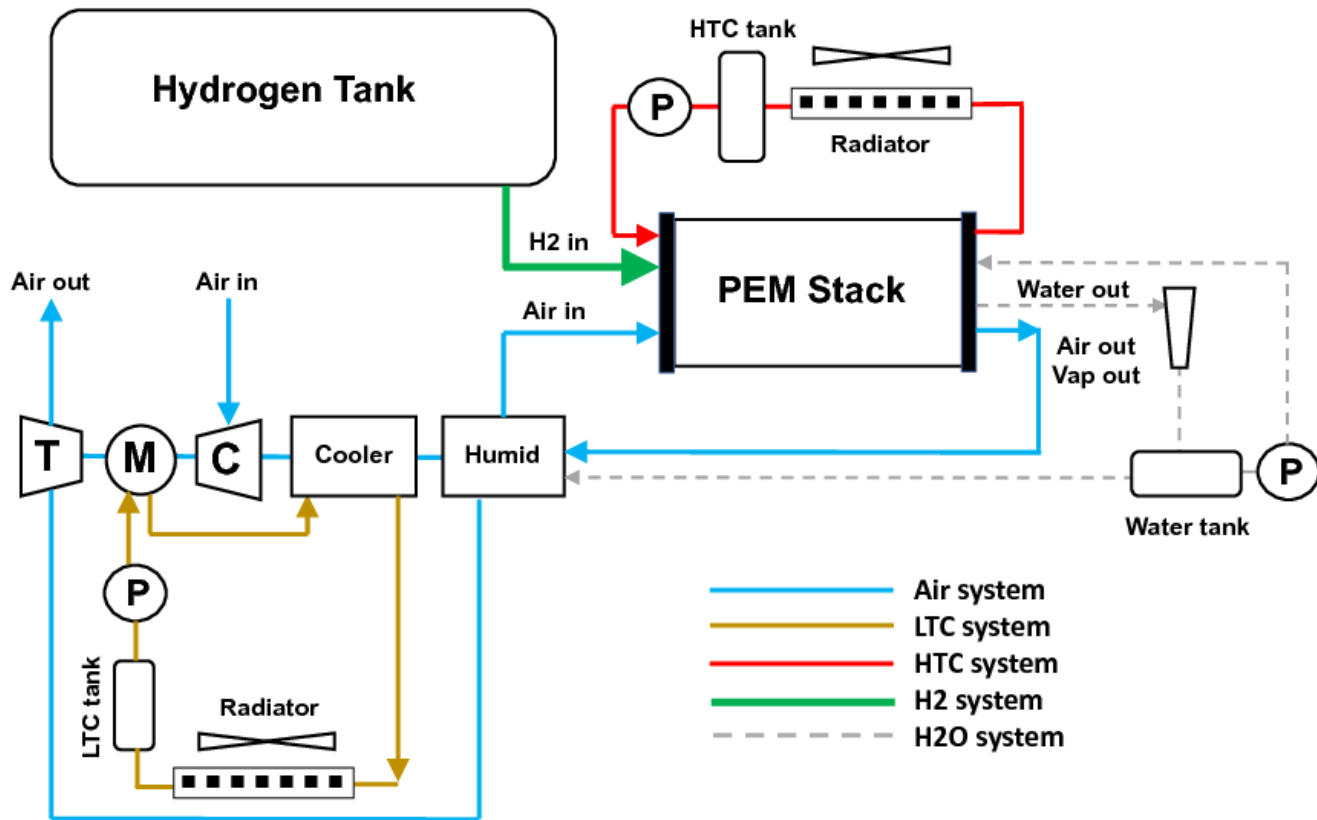 HTC tank
Hydrogen Tank
P
Radiator
H2 in
PEM Stack
Air out
Air in
Air in
Water out
Air out
Vap out
T
M
C
Cooler
Humid
P
Water tank
P
LTC tank
Radiator
Air system
LTC system
HTC system
H2 system
H2O system